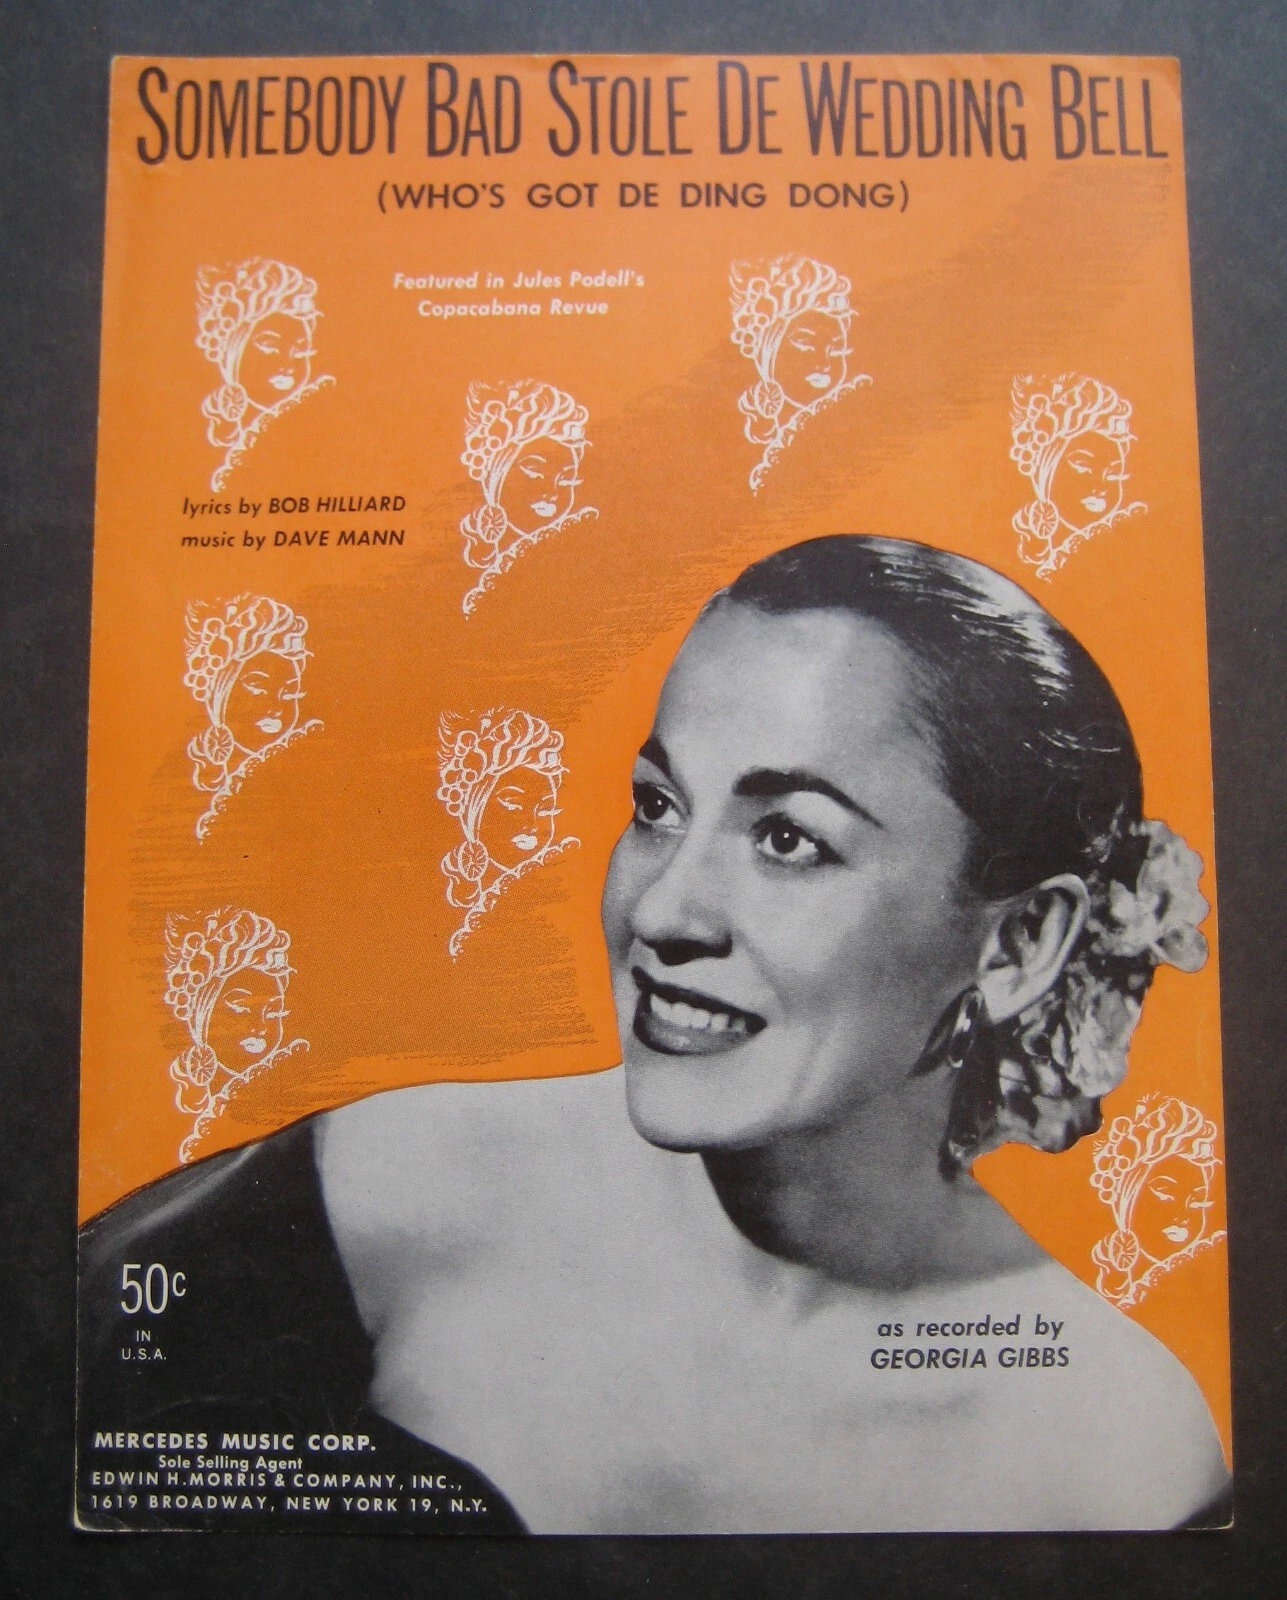 SOMEBODY BAD STOLE DE WEDDING BELL
(WHO'S GOT DE DING DONG)
Featured in Jules Podell's
Copacabana Revue
lyrics by BOB HILLIARD
music by DAVE MANN
50c
IN
U.S.A.
as recorded by
GEORGIA GIBBS
MERCEDES MUSIC CORP.
Sole Selling Agent
EDWIN H. MORRIS & COMPANY, INC.,
1619 BROADWAY, NEW YORK 19, N.Y.